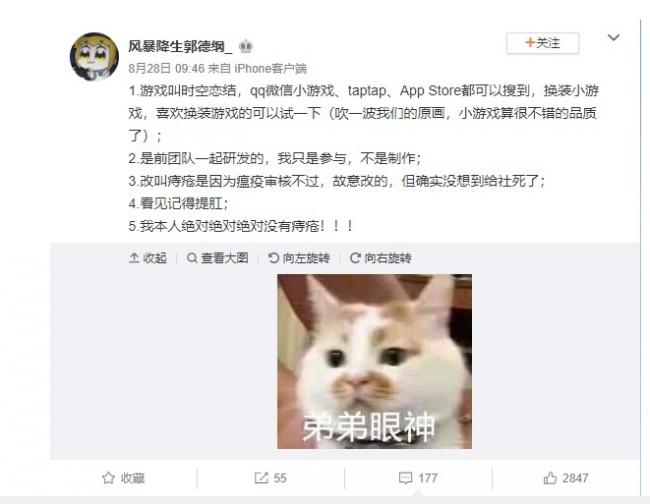 风暴降生郭德纲_
+关注
8月28日 09:46 来自 iPhone客户端
1.游戏叫时空恋结，qq微信小游戏、taptap、App Store都可以搜到，换装小游
戏，喜欢换装游戏的可以试一下（吹一波我们的原画，小游戏算很不错的品质
了）；
2.是前团队一起研发的，我只是参与，不是制作；
3.改叫痔疮是因为瘟疫审核不过，故意改的，但确实没想到给社死了；
4.看见记得提肛；
5.我本人绝对绝对绝对没有痔疮！！！
收起
查看大图
向左旋转
向右旋转
弟弟眼神
收藏
55
177
2847